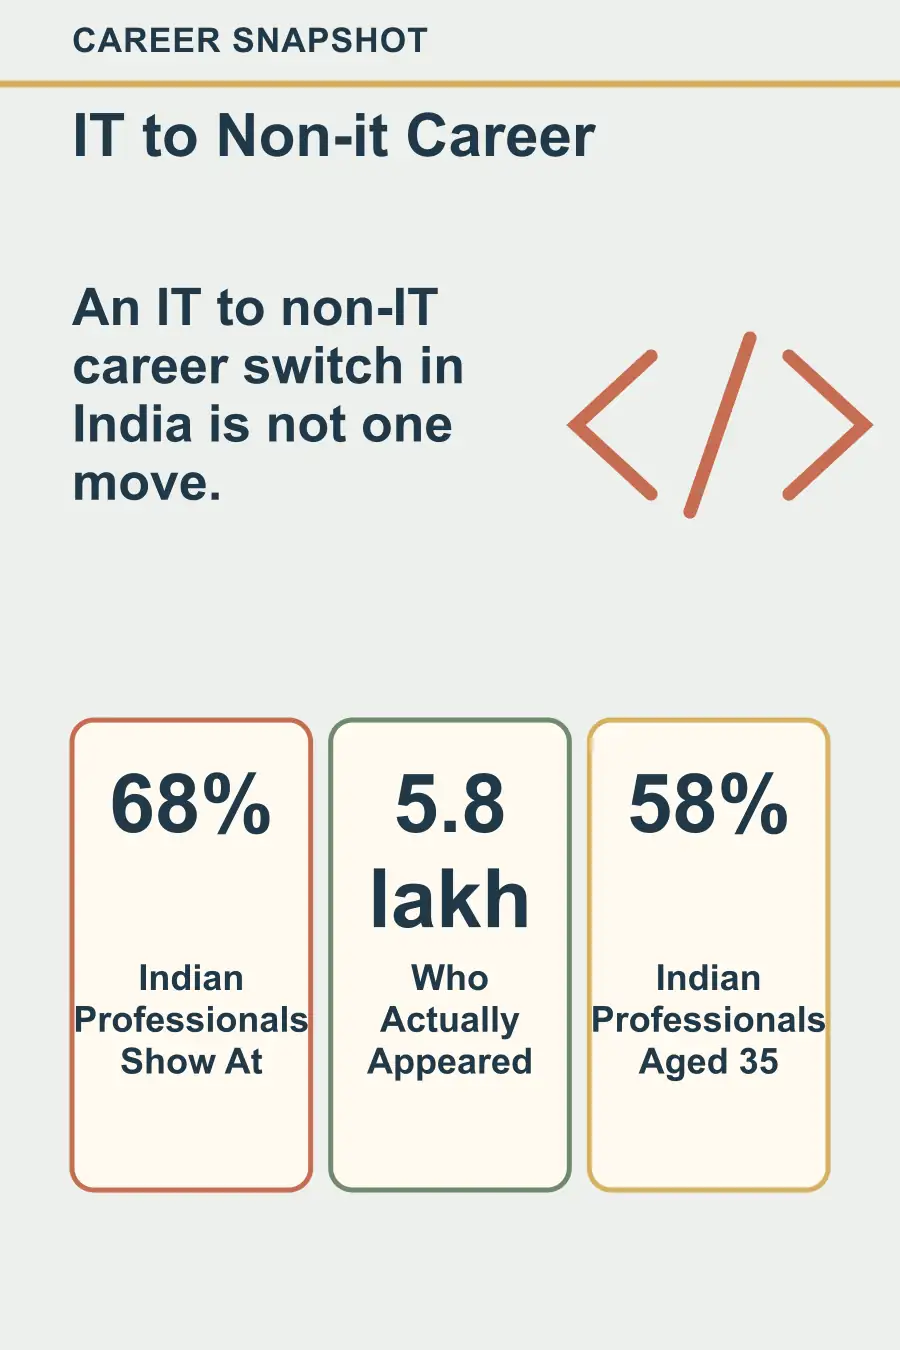 CAREER SNAPSHOT
IT to Non-it Career
An IT to non-IT
career switch in
India is not one
move.
68%
Indian
Professionals
Show At
5.8
lakh
Who
Actually
Appeared
58%
Indian
Professionals
Aged 35